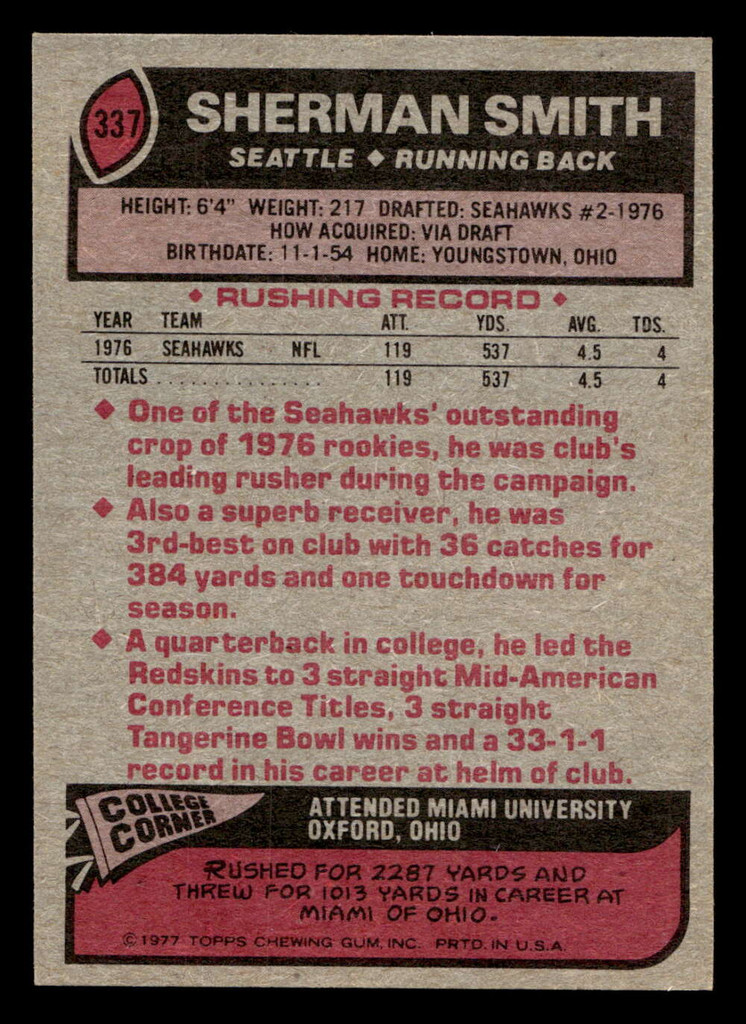 337
SHERMAN SMITH
SEATTLE ◆ RUNNING BACK
HEIGHT: 6'4" WEIGHT: 217 DRAFTED: SEAHAWKS #2-1976
HOW ACQUIRED: VIA DRAFT
BIRTHDATE: 11-1-54 HOME: YOUNGSTOWN, OHIO
◆ RUSHING RECORD ◆
YEAR TEAM ATT. YDS. AVG. TDS.
1976 SEAHAWKS NFL 119 537 4.5 4
TOTALS . . . . . . . . . . . . . . . . 119 537 4.5 4
◆ One of the Seahawks' outstanding
crop of 1976 rookies, he was club's
leading rusher during the campaign.
◆ Also a superb receiver, he was
3rd-best on club with 36 catches for
384 yards and one touchdown for
season.
◆ A quarterback in college, he led the
Redskins to 3 straight Mid-American
Conference Titles, 3 straight
Tangerine Bowl wins and a 33-1-1
record in his career at helm of club.
COLLEGE
CORNER
ATTENDED MIAMI UNIVERSITY
OXFORD, OHIO
RUSHED FOR 2287 YARDS AND
THREW FOR 1013 YARDS IN CAREER AT
MIAMI OF OHIO.
©1977 TOPPS CHEWING GUM, INC. PRTD. IN U.S.A.